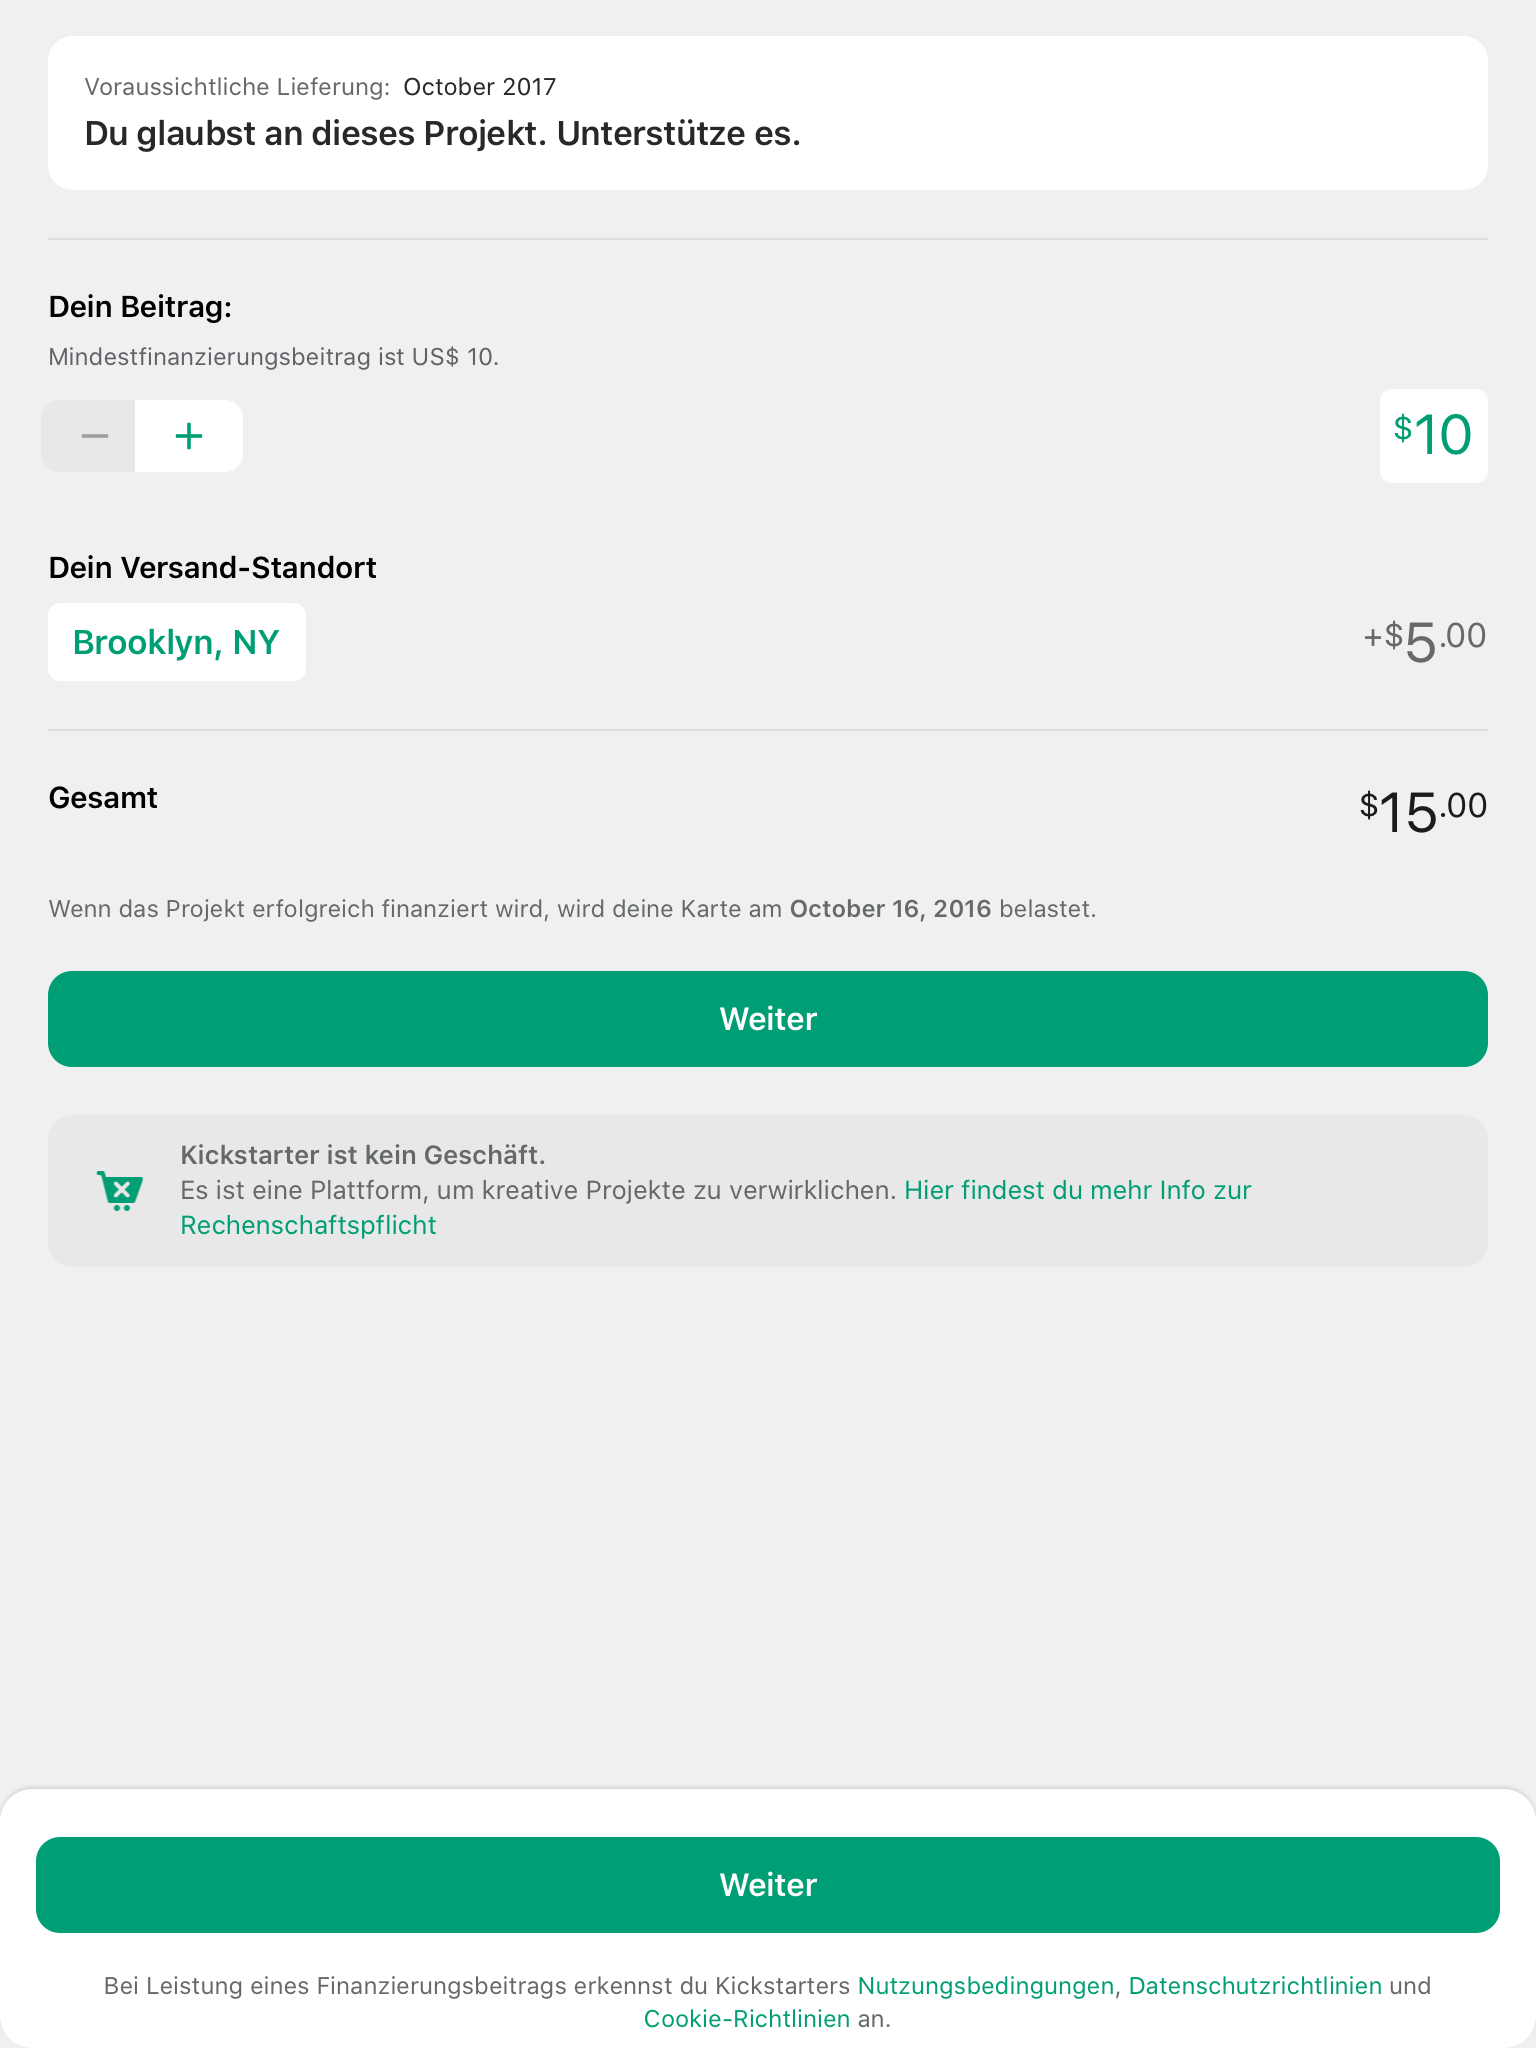 Voraussichtliche Lieferung: October 2017
Du glaubst an dieses Projekt. Unterstütze es.
Dein Beitrag:
Mindestfinanzierungsbeitrag ist US$ 10.
− +
$10
Dein Versand-Standort
Brooklyn, NY
+$5.00
Gesamt
$15.00
Wenn das Projekt erfolgreich finanziert wird, wird deine Karte am October 16, 2016 belastet.
Weiter
Kickstarter ist kein Geschäft.
Es ist eine Plattform, um kreative Projekte zu verwirklichen. Hier findest du mehr Info zur
Rechenschaftspflicht
Weiter
Bei Leistung eines Finanzierungsbeitrags erkennst du Kickstarters Nutzungsbedingungen, Datenschutzrichtlinien und
Cookie-Richtlinien an.